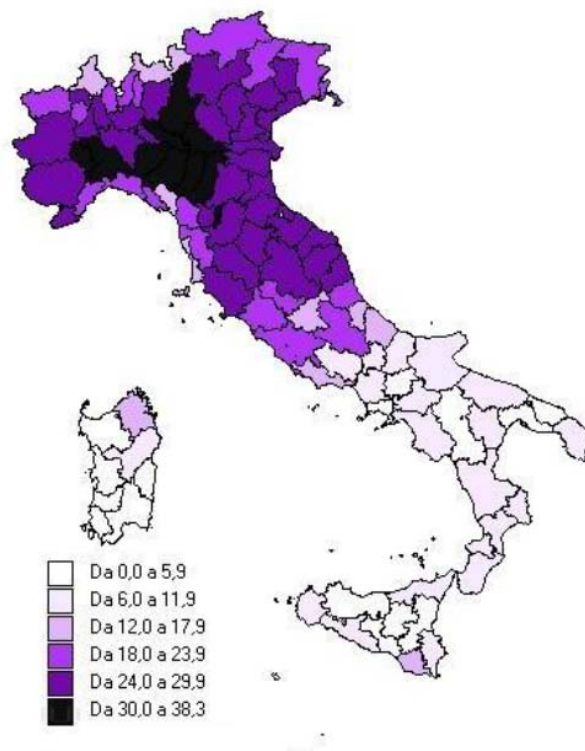 Da 0,0 a 5,9
Da 6,0 a 11,9
Da 12,0 a 17,9
Da 18,0 a 23,9
Da 24,0 a 29,9
Da 30,0 a 38,3